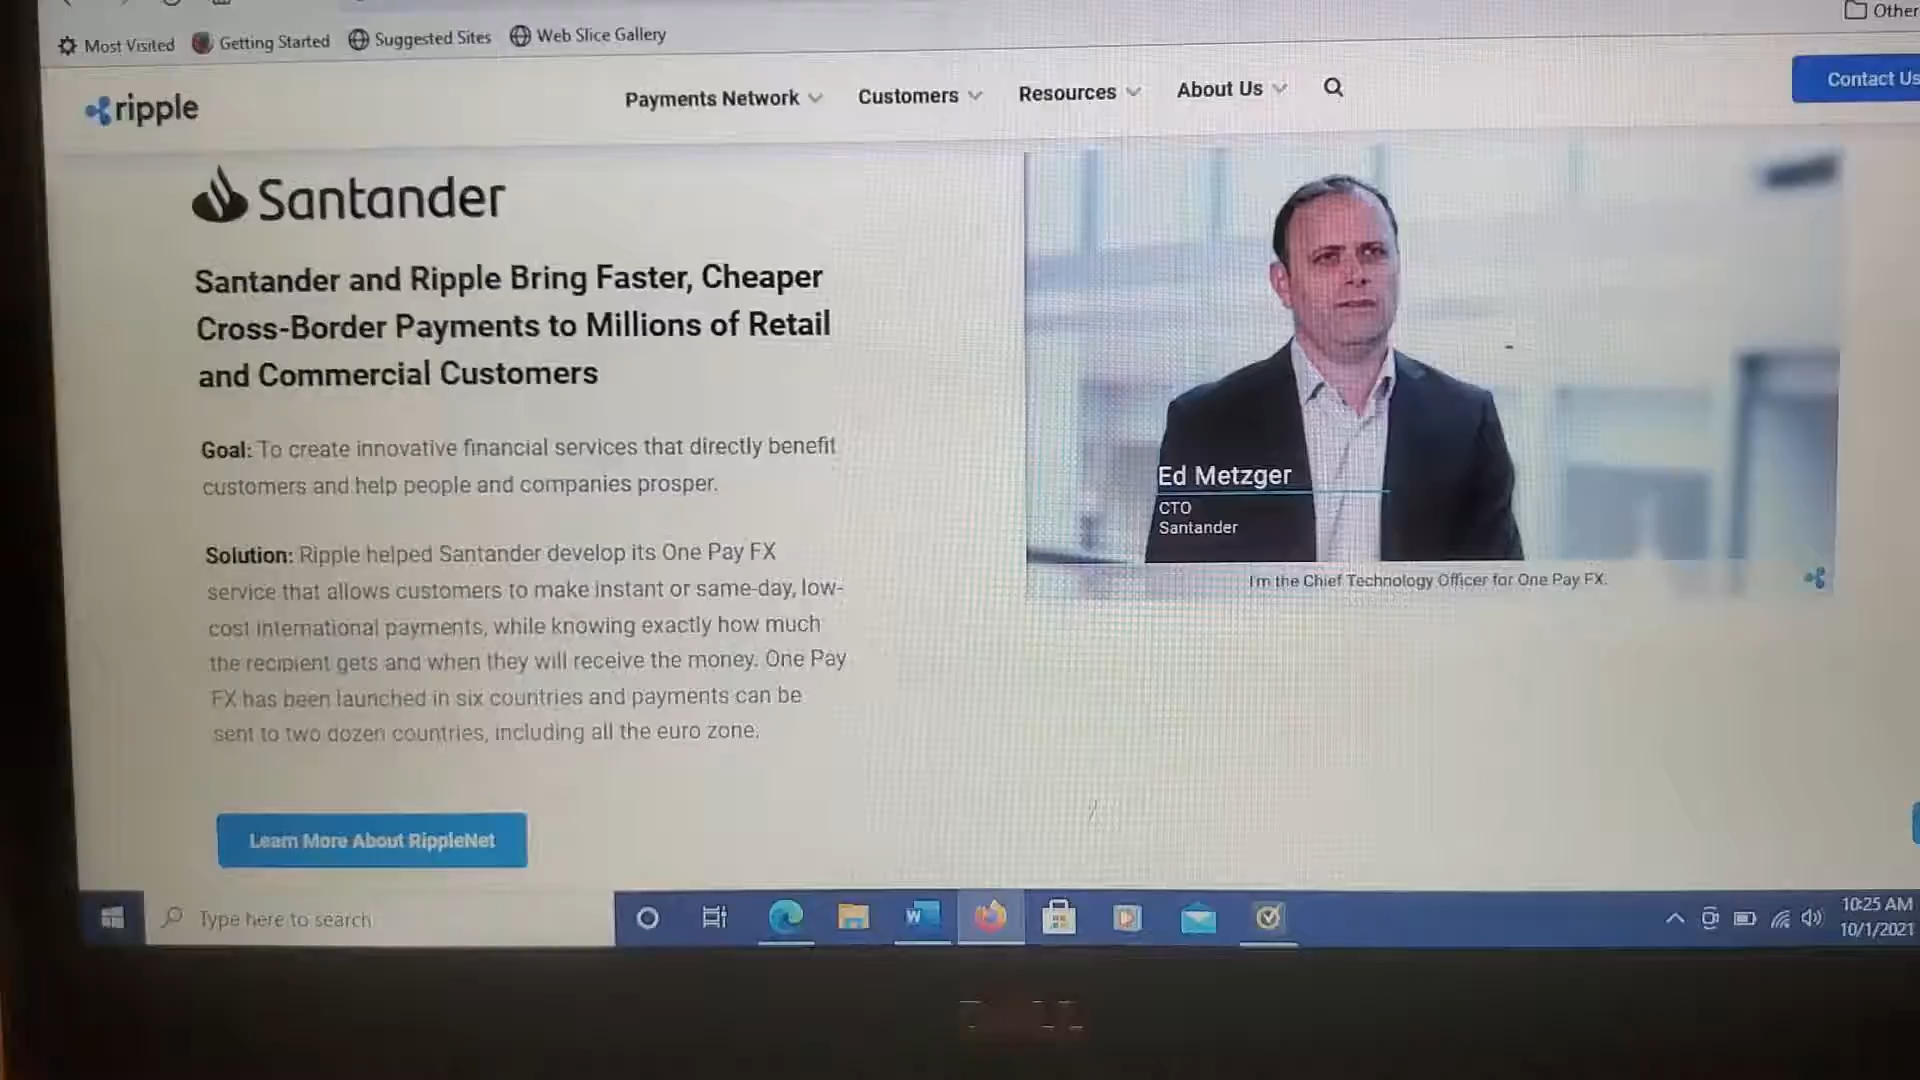 Other
Most Visited Getting Started Suggested Sites Web Slice Gallery
ripple Payments Network Customers Resources About Us Contact Us
Santander
Santander and Ripple Bring Faster, Cheaper
Cross-Border Payments to Millions of Retail
and Commercial Customers
Goal: To create innovative financial services that directly benefit
customers and help people and companies prosper.
Solution: Ripple helped Santander develop its One Pay FX
service that allows customers to make instant or same-day, low-
cost international payments, while knowing exactly how much
the recipient gets and when they will receive the money. One Pay
FX has been launched in six countries and payments can be
sent to two dozen countries, including all the euro zone.
Learn More About RippleNet
Ed Metzger
CTO
Santander
I'm the Chief Technology Officer for One Pay FX.
Type here to search
W
10:25 AM
10/1/2021